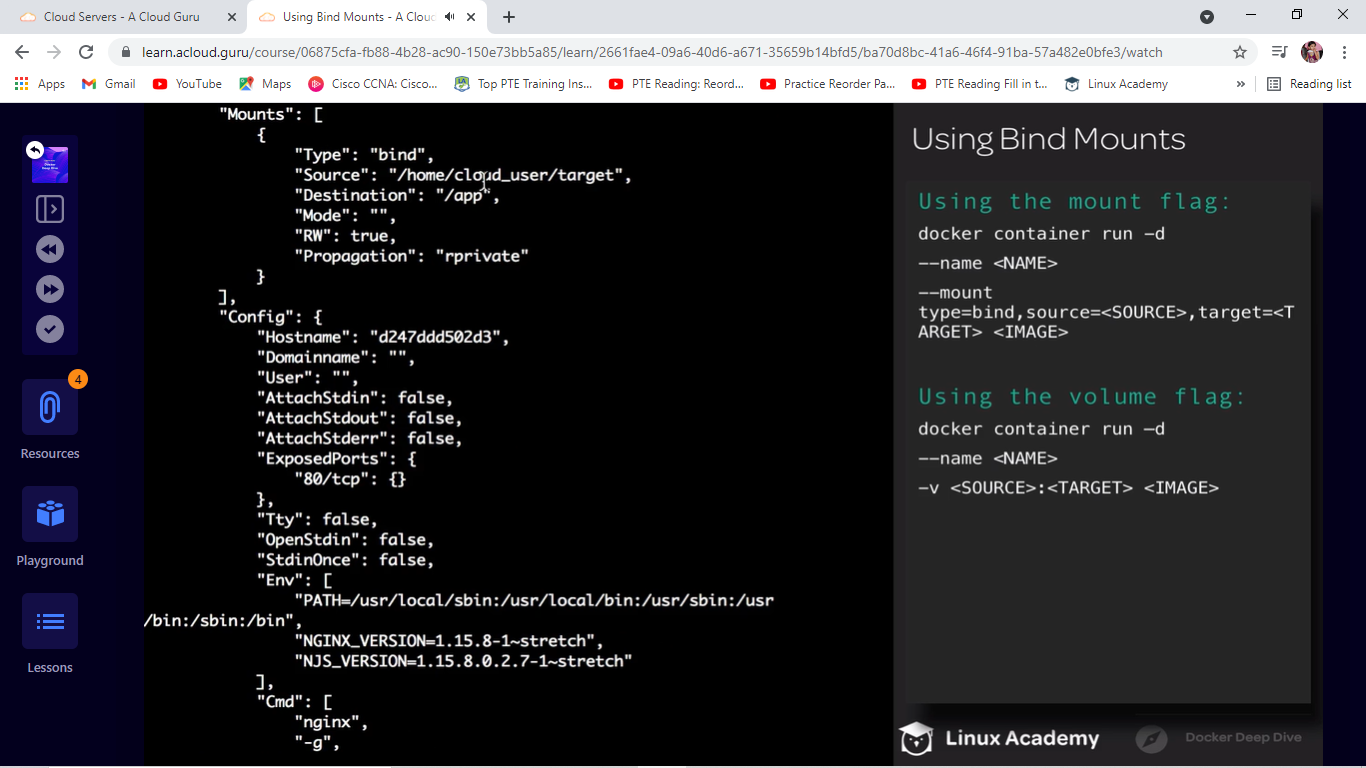 Cloud Servers - A Cloud Guru
Using Bind Mounts - A Clou
learn.acloud.guru/course/06875cfa-fb88-4b28-ac90-150e73bb5a85/learn/2661fae4-09a6-40d6-a671-35659b14bfd5/ba70d8bc-41a6-46f4-91ba-57a482e0bfe3/watch
Apps
Gmail
YouTube
Maps
Cisco CCNA: Cisco...
Top PTE Training Ins...
PTE Reading: Reord...
Practice Reorder Pa...
PTE Reading Fill in t...
Linux Academy
»
Reading list
Docker
Deep Dive
4
Resources
Playground
Lessons
"Mounts": [
{
"Type": "bind",
"Source": "/home/cloud_user/target",
"Destination": "/app",
"Mode": "",
"RW": true,
"Propagation": "rprivate"
}
],
"Config": {
"Hostname": "d247ddd502d3",
"Domainname": "",
"User": "",
"AttachStdin": false,
"AttachStdout": false,
"AttachStderr": false,
"ExposedPorts": {
"80/tcp": {}
},
"Tty": false,
"OpenStdin": false,
"StdinOnce": false,
"Env": [
"PATH=/usr/local/sbin:/usr/local/bin:/usr/sbin:/usr
/bin:/sbin:/bin",
"NGINX_VERSION=1.15.8-1~stretch",
"NJS_VERSION=1.15.8.0.2.7-1~stretch"
],
"Cmd": [
"nginx",
"-g",
Using Bind Mounts
Using the mount flag:
docker container run -d
--name <NAME>
--mount
type=bind,source=<SOURCE>,target=<T
ARGET> <IMAGE>
Using the volume flag:
docker container run -d
--name <NAME>
-v <SOURCE>:<TARGET> <IMAGE>
Linux Academy
Docker Deep Dive